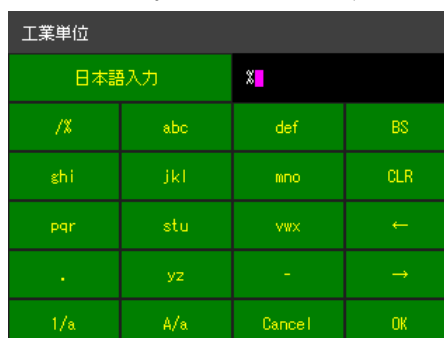 工業単位
日本語入力 %
/% abc def BS
ghi jkl mno CLR
pqr stu vwx ←
. yz - →
1/a A/a Cancel OK